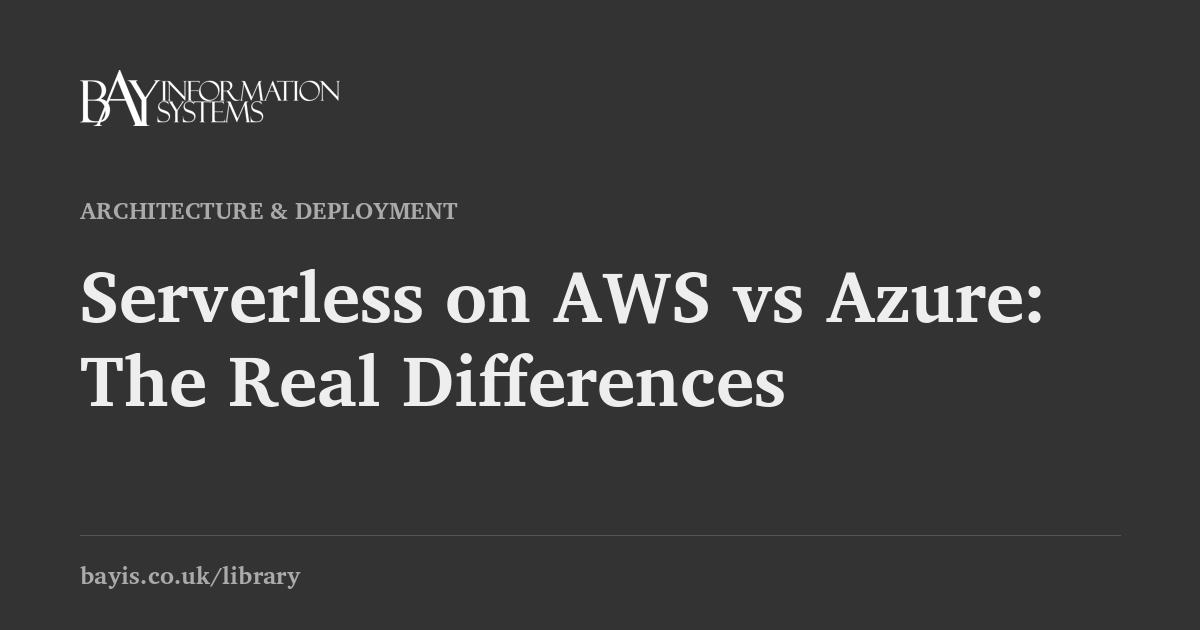 BAY INFORMATION
SYSTEMS
ARCHITECTURE & DEPLOYMENT
Serverless on AWS vs Azure:
The Real Differences
bayis.co.uk/library